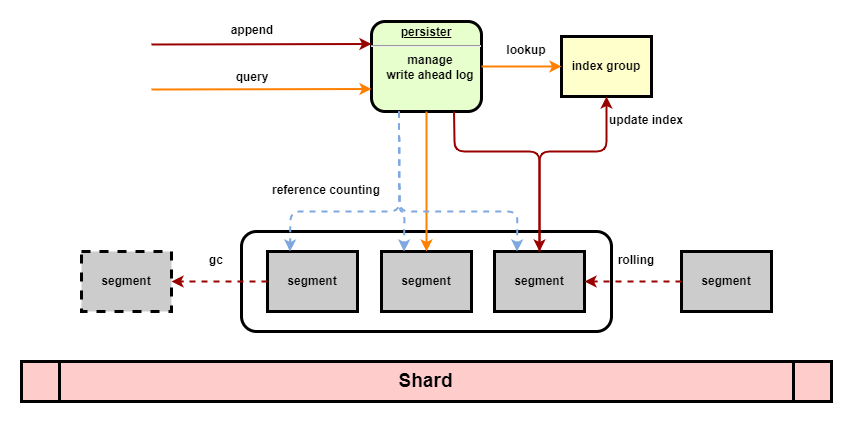 append
persister
manage
write ahead log
lookup
index group
query
update index
reference counting
gc
rolling
segment
segment
segment
segment
segment
Shard